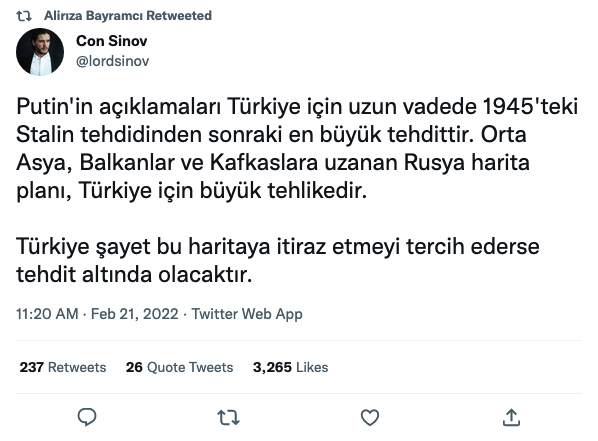 Alirıza Bayramcı Retweeted
Con Sinov
@lordsinov
Putin'in açıklamaları Türkiye için uzun vadede 1945'teki
Stalin tehdidinden sonraki en büyük tehdittir. Orta
Asya, Balkanlar ve Kafkaslara uzanan Rusya harita
planı, Türkiye için büyük tehlikedir.
Türkiye şayet bu haritaya itiraz etmeyi tercih ederse
tehdit altında olacaktır.
11:20 AM · Feb 21, 2022 · Twitter Web App
237 Retweets 26 Quote Tweets 3,265 Likes